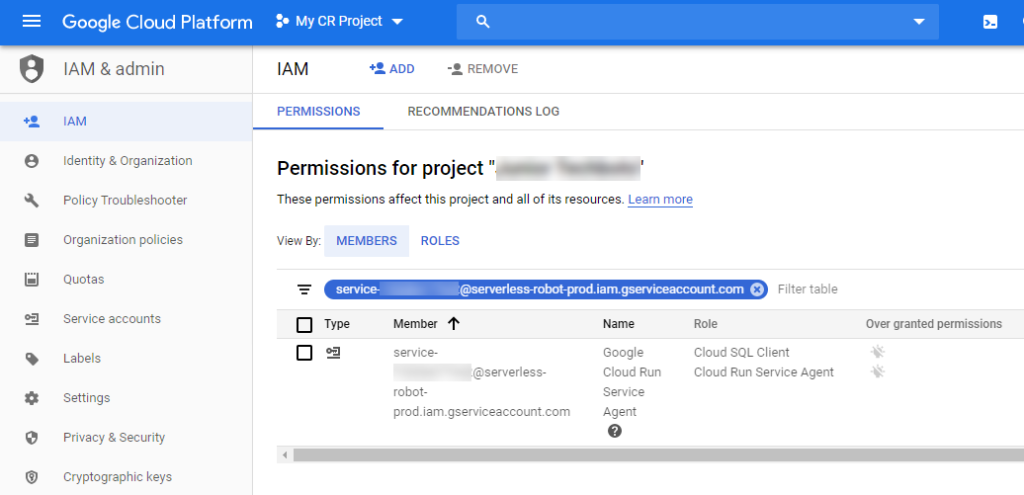 Google Cloud Platform
My CR Project
IAM & admin
IAM
ADD
REMOVE
PERMISSIONS
RECOMMENDATIONS LOG
IAM
Identity & Organization
Policy Troubleshooter
Organization policies
Quotas
Service accounts
Labels
Settings
Privacy & Security
Cryptographic keys
Permissions for project "
These permissions affect this project and all of its resources. Learn more
View By:
MEMBERS
ROLES
service-
@serverless-robot-prod.iam.gserviceaccount.com
Filter table
Type
Member
Name
Role
Over granted permissions
service-
@serverless-
robot-
prod.iam.gserviceaccount.com
Google
Cloud Run
Service
Agent
Cloud SQL Client
Cloud Run Service Agent